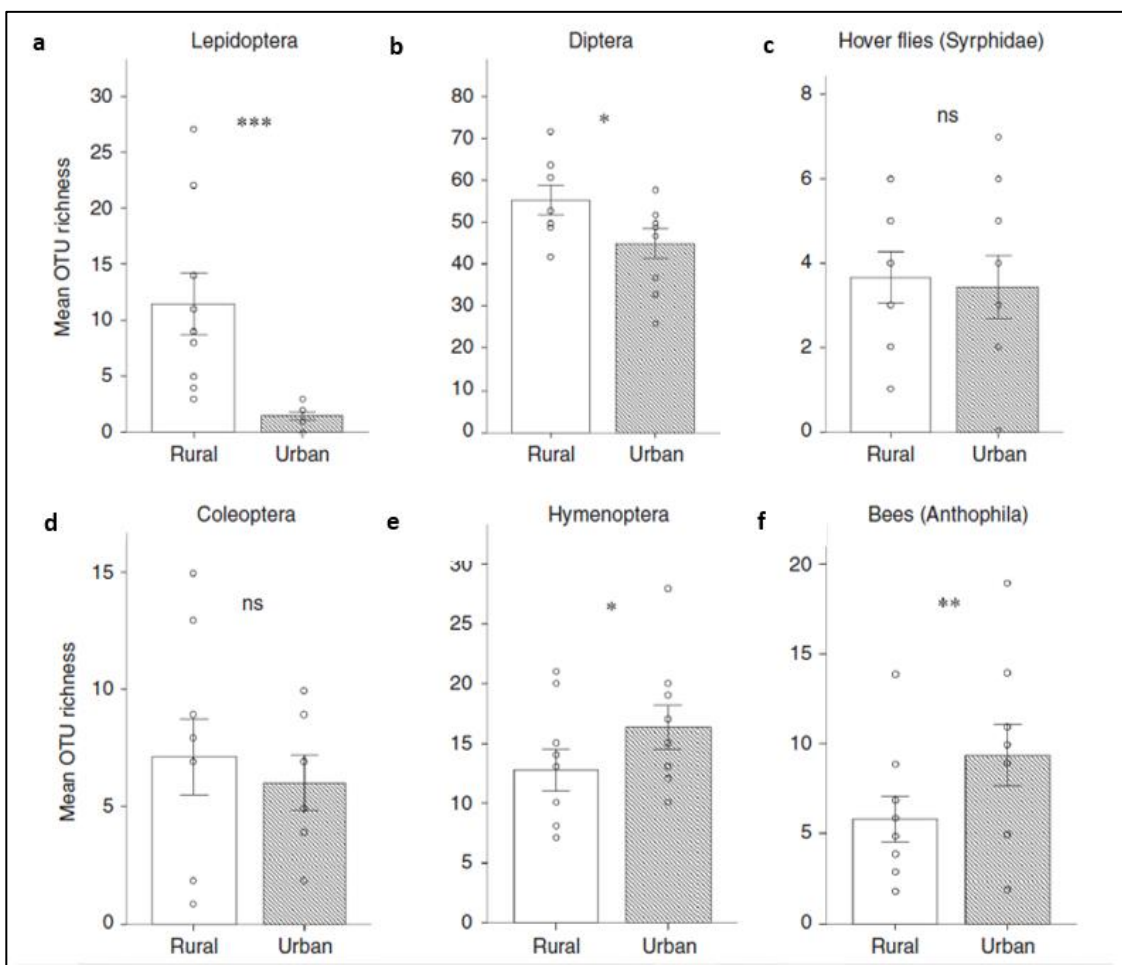 a Lepidoptera
***
30
25
20
15
10
5
0
Mean OTU richness
Rural Urban
b Diptera
*
80
70
60
50
40
30
20
10
0
Rural Urban
c Hover flies (Syrphidae)
ns
8
6
4
2
0
Rural Urban
d Coleoptera
ns
15
10
5
0
Mean OTU richness
Rural Urban
e Hymenoptera
*
30
25
20
15
10
5
0
Rural Urban
f Bees (Anthophila)
**
20
15
10
5
0
Rural Urban